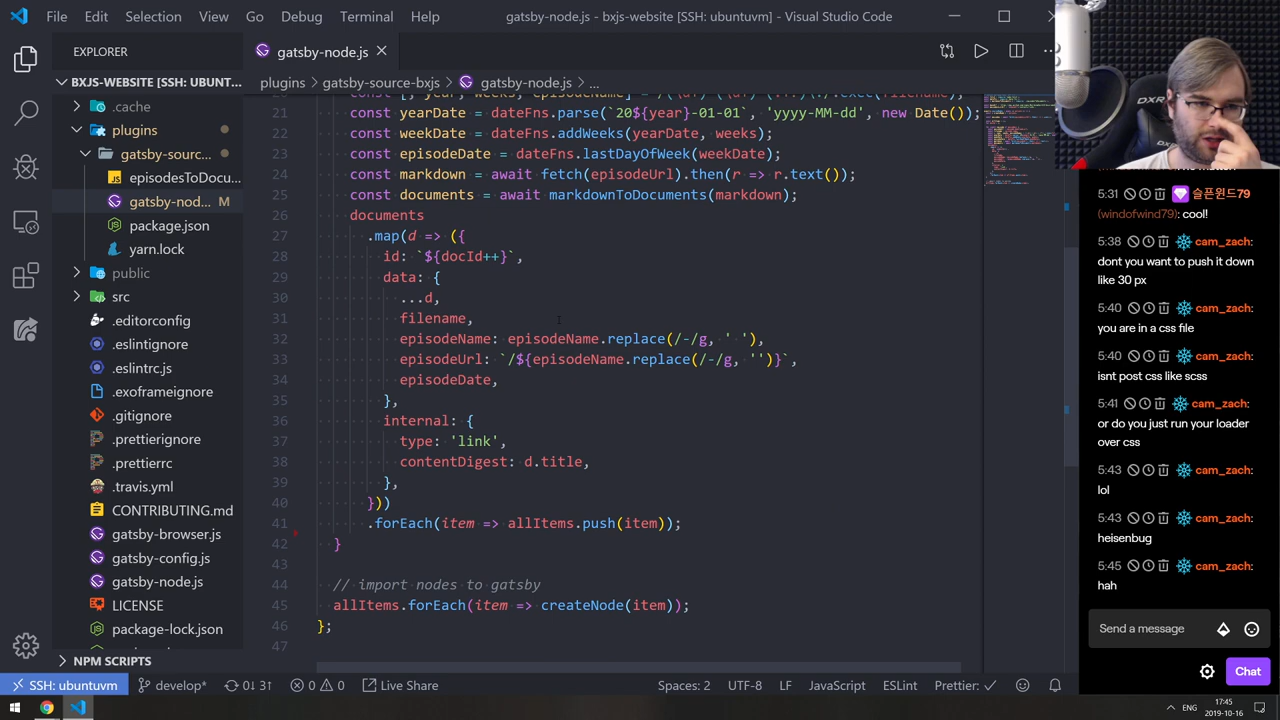 File Edit Selection View Go Debug Terminal Help
gatsby-node.js - bxjs-website [SSH: ubuntuvm] - Visual Studio Code
EXPLORER
BXJS-WEBSITE [SSH: UBUNT...
.cache
plugins
gatsby-sourc...
episodesToDocu...
gatsby-nod... M
package.json
yarn.lock
public
src
.editorconfig
.eslintignore
.eslintrc.js
.exoframeignore
.gitignore
.prettierignore
.prettierrc
.travis.yml
CONTRIBUTING.md
gatsby-browser.js
gatsby-config.js
gatsby-node.js
LICENSE
package-lock.json
NPM SCRIPTS
gatsby-node.js
plugins > gatsby-source-bxjs > gatsby-node.js > ...
21 const yearDate = dateFns.parse(`20${year}-01-01`, 'yyyy-MM-dd', new Date());
22 const weekDate = dateFns.addWeeks(yearDate, weeks);
23 const episodeDate = dateFns.lastDayOfWeek(weekDate);
24 const markdown = await fetch(episodeUrl).then(r => r.text());
25 const documents = await markdownToDocuments(markdown);
26 documents
27 .map(d => ({
28 id: `${docId++}`,
29 data: {
30 ...d,
31 filename,
32 episodeName: episodeName.replace(/-/g, ' '),
33 episodeUrl: `/${episodeName.replace(/-/g, '')}`,
34 episodeDate,
35 },
36 internal: {
37 type: 'link',
38 contentDigest: d.title,
39 },
40 }))
41 .forEach(item => allItems.push(item));
42 }
43
44 // import nodes to gatsby
45 allItems.forEach(item => createNode(item));
46 };
47
DXR
5:31 슬픈윈드79
(windofwind79): cool!
5:38 cam_zach:
dont you want to push it down
like 30 px
5:40 cam_zach:
you are in a css file
5:40 cam_zach:
isnt post css like scss
5:41 cam_zach:
or do you just run your loader
over css
5:43 cam_zach:
lol
5:43 cam_zach:
heisenbug
5:45 cam_zach:
hah
Send a message
Chat
SSH: ubuntuvm develop* 0↓ 3↑ 0 0 Live Share
Spaces: 2 UTF-8 LF JavaScript ESLint Prettier: ✓
ENG
17:45
2019-10-16